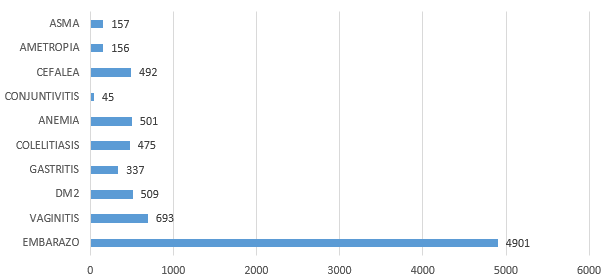 ASMA 157
AMETROPIA 156
CEFALEA 492
CONJUNTIVITIS 45
ANEMIA 501
COLELITIASIS 475
GASTRITIS 337
DM2 509
VAGINITIS 693
EMBARAZO 4901
0 1000 2000 3000 4000 5000 6000